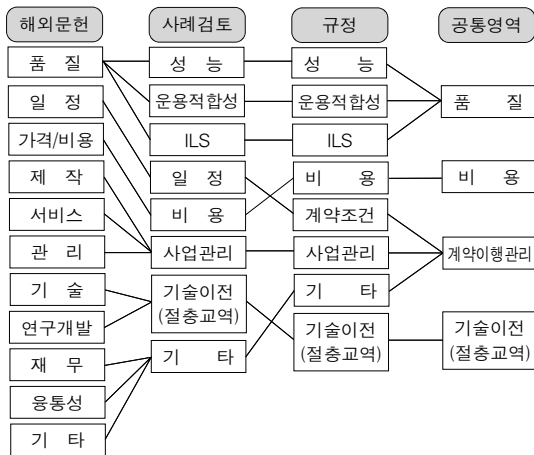 해외문헌
사례검토
규정
공통영역
품 질
일 정
가격/비용
제 작
서비스
관 리
기 술
연구개발
재 무
융통성
기 타
성 능
운용적합성
ILS
일 정
비 용
사업관리
기술이전
(절충교역)
기 타
성 능
운용적합성
ILS
비 용
계약조건
사업관리
기 타
기술이전
(절충교역)
품 질
비 용
계약이행관리
기술이전
(절충교역)